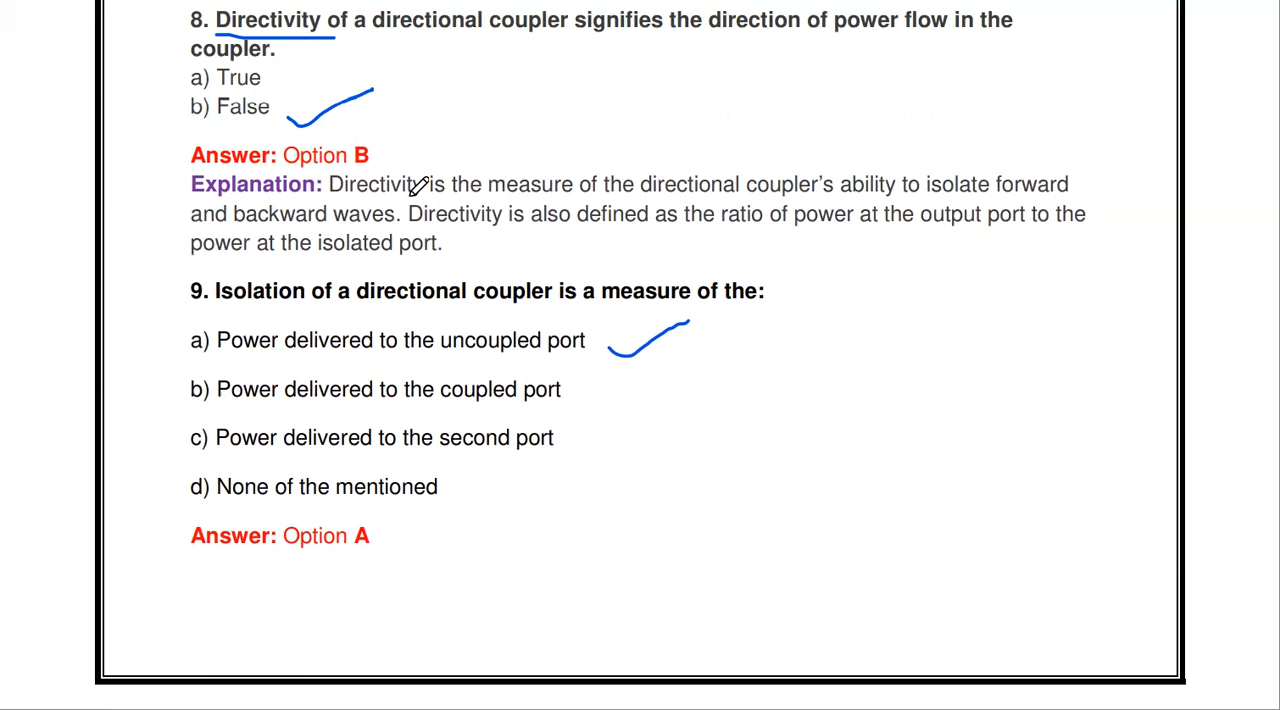 8. Directivity of a directional coupler signifies the direction of power flow in the
coupler.
a) True
b) False
Answer: Option B
Explanation: Directivity is the measure of the directional coupler’s ability to isolate forward
and backward waves. Directivity is also defined as the ratio of power at the output port to the
power at the isolated port.
9. Isolation of a directional coupler is a measure of the:
a) Power delivered to the uncoupled port
b) Power delivered to the coupled port
c) Power delivered to the second port
d) None of the mentioned
Answer: Option A